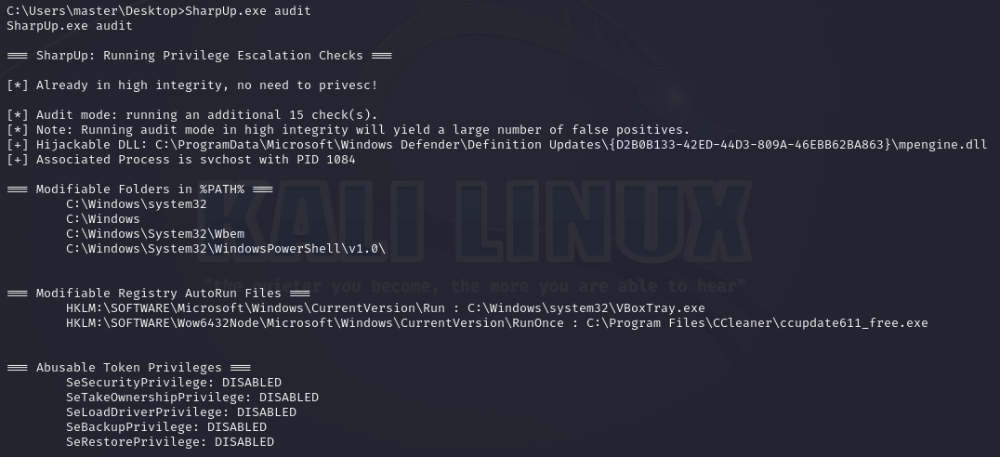 C:\Users\master\Desktop>SharpUp.exe audit
SharpUp.exe audit
=== SharpUp: Running Privilege Escalation Checks ===
[*] Already in high integrity, no need to privesc!
[*] Audit mode: running an additional 15 check(s).
[*] Note: Running audit mode in high integrity will yield a large number of false positives.
[+] Hijackable DLL: C:\ProgramData\Microsoft\Windows Defender\Definition Updates\{D2B0B133-42ED-44D3-809A-46EBB62BA863}\mpengine.dll
[+] Associated Process is svchost with PID 1084
=== Modifiable Folders in %PATH% ===
C:\Windows\system32
C:\Windows
C:\Windows\System32\Wbem
C:\Windows\System32\WindowsPowerShell\v1.0\
KALI LINUX
"the quieter you become, the more you are able to hear"
=== Modifiable Registry AutoRun Files ===
HKLM:\SOFTWARE\Microsoft\Windows\CurrentVersion\Run : C:\Windows\system32\VBoxTray.exe
HKLM:\SOFTWARE\Wow6432Node\Microsoft\Windows\CurrentVersion\RunOnce : C:\Program Files\CCleaner\ccupdate611_free.exe
=== Abusable Token Privileges ===
SeSecurityPrivilege: DISABLED
SeTakeOwnershipPrivilege: DISABLED
SeLoadDriverPrivilege: DISABLED
SeBackupPrivilege: DISABLED
SeRestorePrivilege: DISABLED